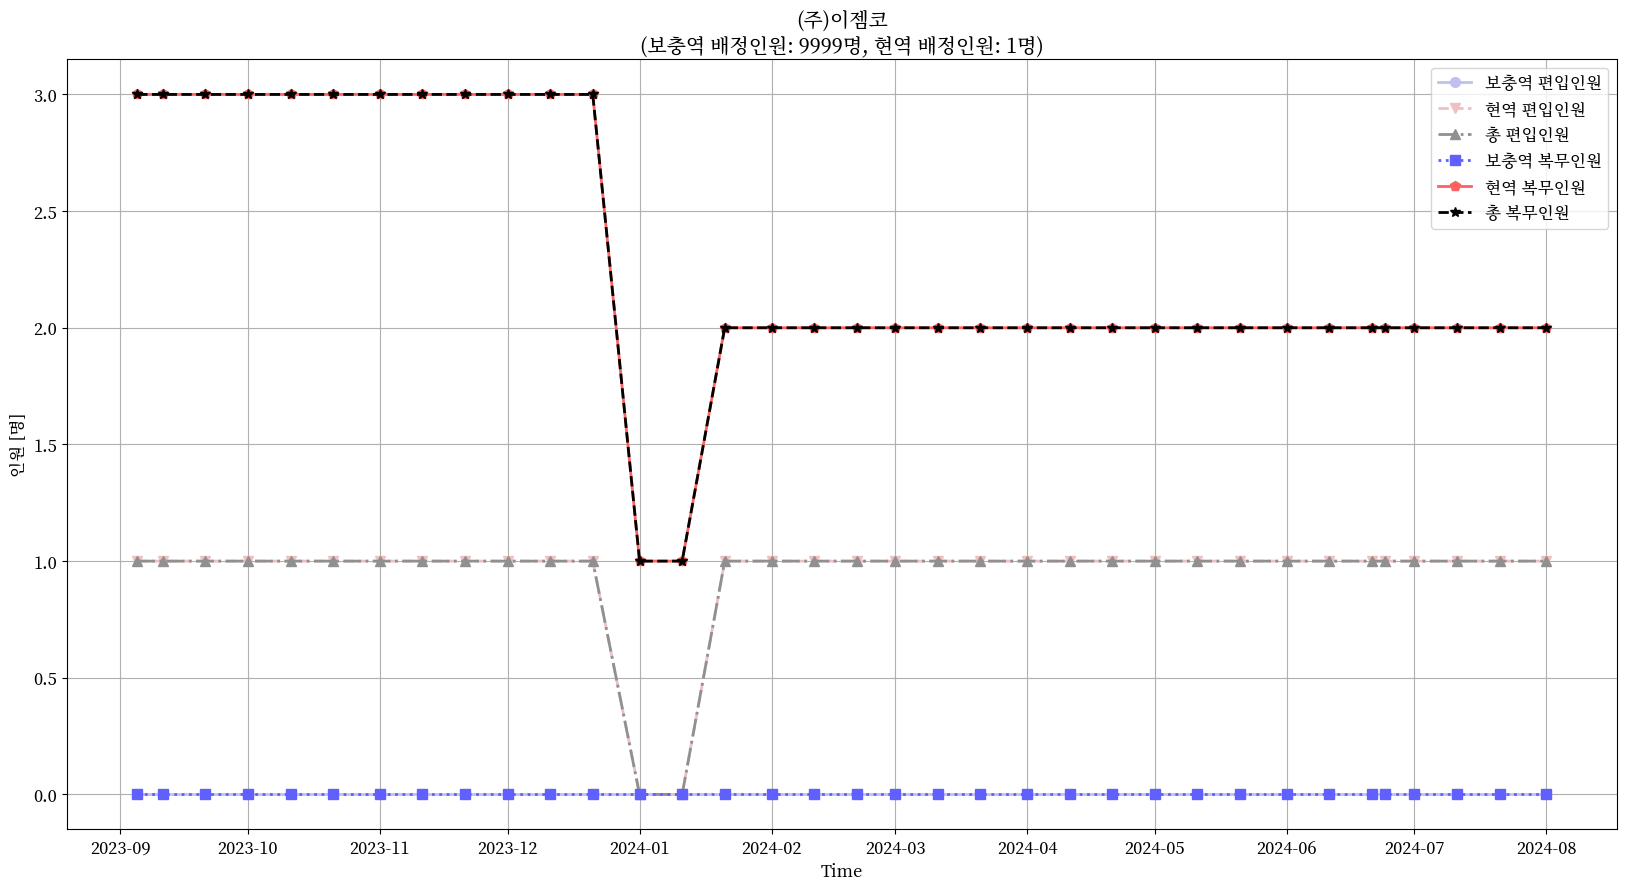 (주)이젬코
(보충역 배정인원: 9999명, 현역 배정인원: 1명)
보충역 편입인원
현역 편입인원
총 편입인원
보충역 복무인원
현역 복무인원
총 복무인원
인원 [명]
3.0
2.5
2.0
1.5
1.0
0.5
0.0
2023-09 2023-10 2023-11 2023-12 2024-01 2024-02 2024-03 2024-04 2024-05 2024-06 2024-07 2024-08
Time